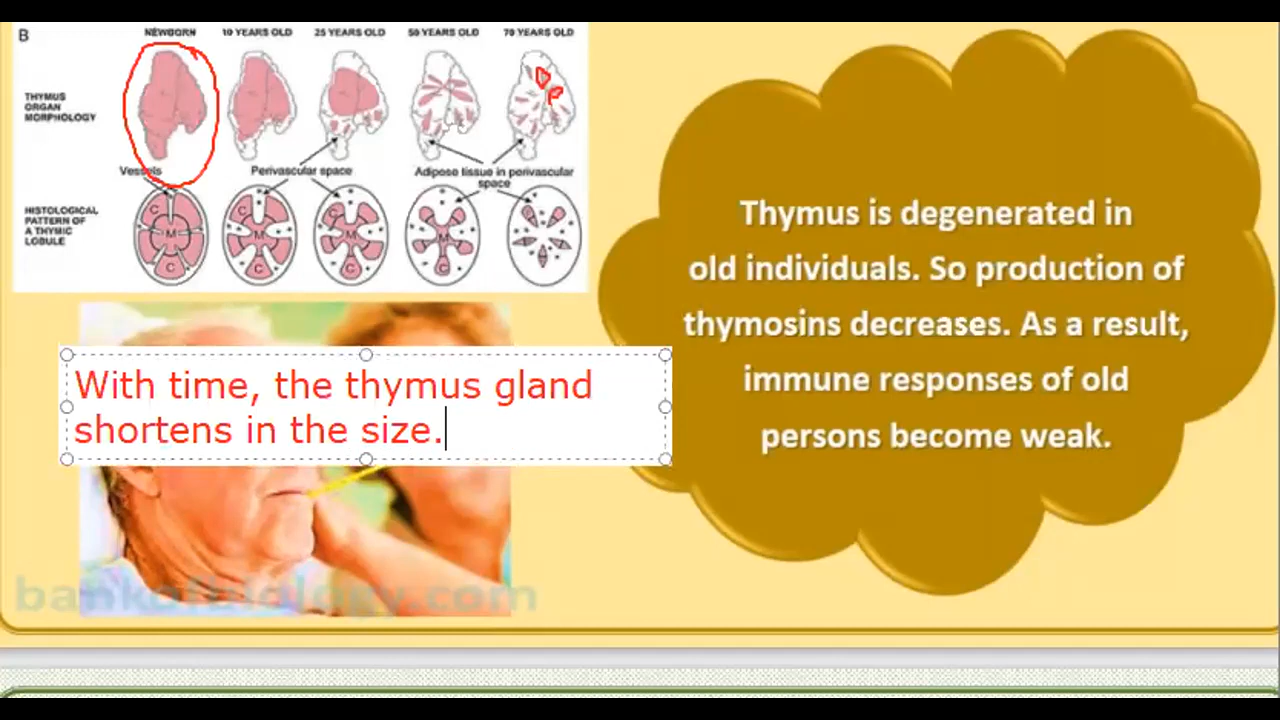 B
NEWBORN
10 YEARS OLD
25 YEARS OLD
50 YEARS OLD
70 YEARS OLD
THYMUS
ORGAN
MORPHOLOGY
Vessels
Perivascular space
Adipose tissue in perivascular
space
HISTOLOGICAL
PATTERN OF
A THYMIC
LOBULE
C
M
C
C
M
C
C
M
C
M
C
With time, the thymus gland
shortens in the size.
Thymus is degenerated in
old individuals. So production of
thymosins decreases. As a result,
immune responses of old
persons become weak.
bankofbiology.com